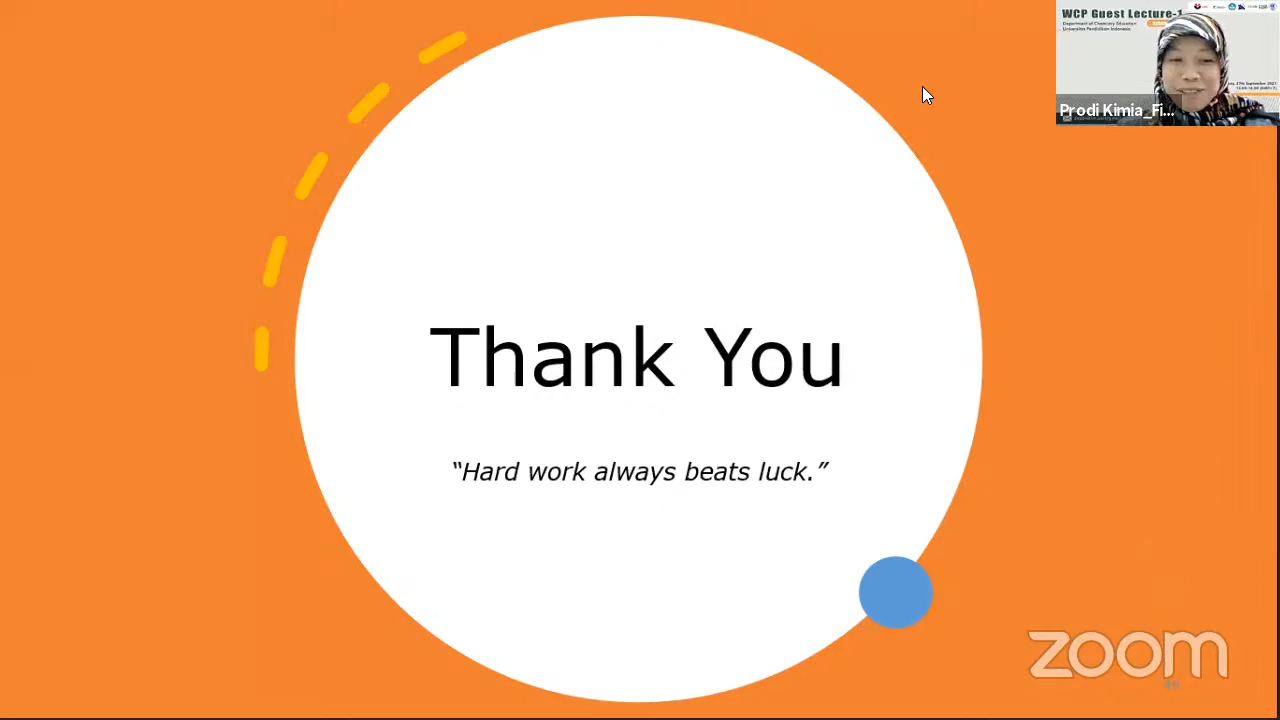 WCP Guest Lecture-1
Department of Chemistry Education
Universitas Pendidikan Indonesia
Prodi Kimia_Fi...
Thank You
“Hard work always beats luck.”
zoom